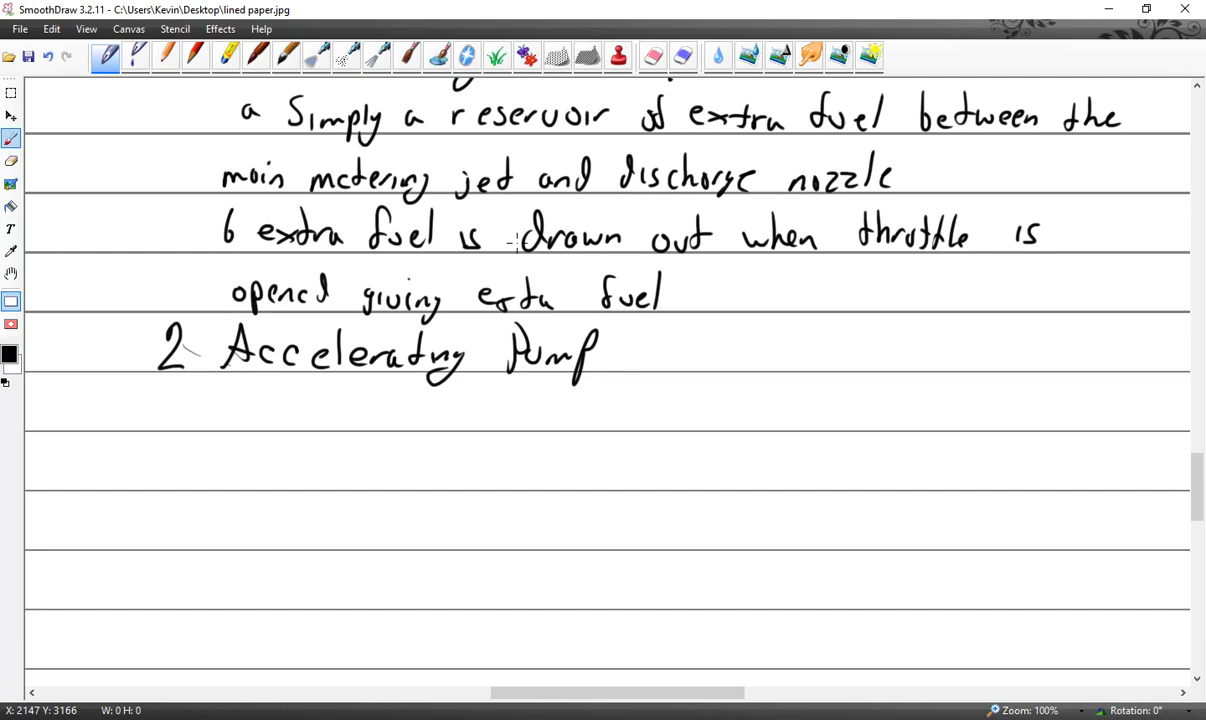 SmoothDraw 3.2.11 - C:\Users\Kevin\Desktop\lined paper.jpg
File Edit View Canvas Stencil Effects Help
a Simply a reservoir of extra fuel between the
main metering jet and discharge nozzle
b extra fuel is drawn out when throttle is
opened giving exta fuel
2 Accelerating Pump
X: 2147 Y: 3166 W: 0 H: 0 Zoom: 100% Rotation: 0°